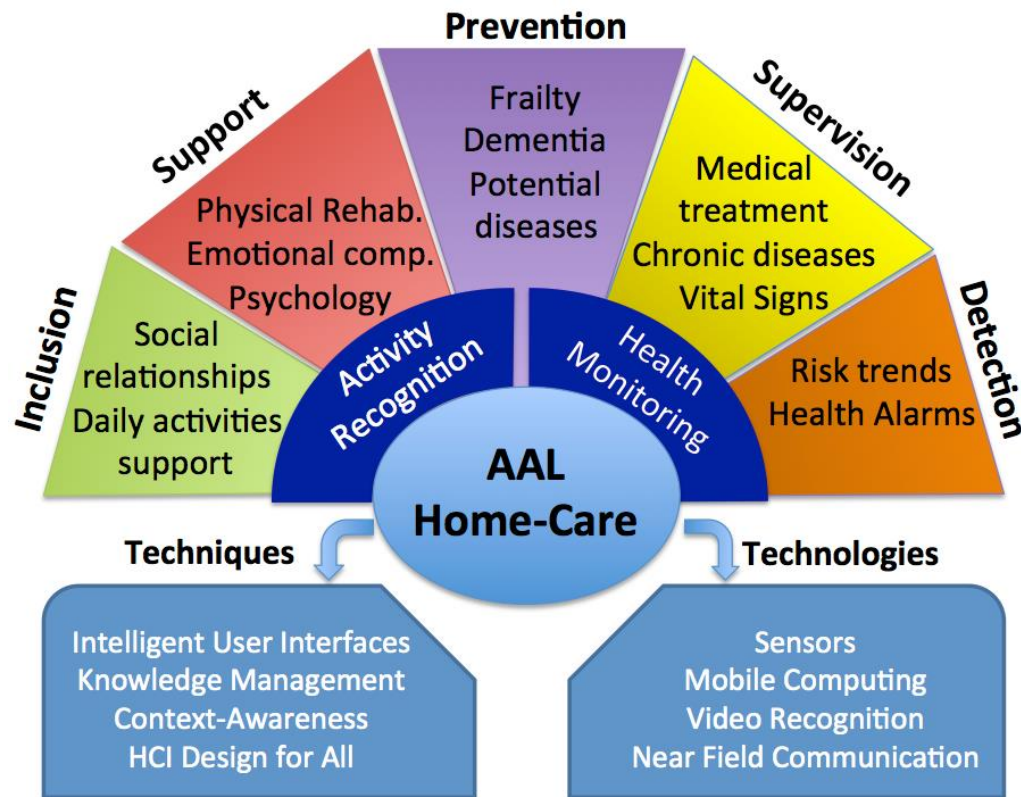 Prevention
Frailty
Dementia
Potential
diseases
Support
Physical Rehab.
Emotional comp.
Psychology
Supervision
Medical
treatment
Chronic diseases
Vital Signs
Inclusion
Social
relationships
Daily activities
support
Detection
Risk trends
Health Alarms
Activity
Recognition
Health
Monitoring
AAL
Home-Care
Techniques
Intelligent User Interfaces
Knowledge Management
Context-Awareness
HCI Design for All
Technologies
Sensors
Mobile Computing
Video Recognition
Near Field Communication